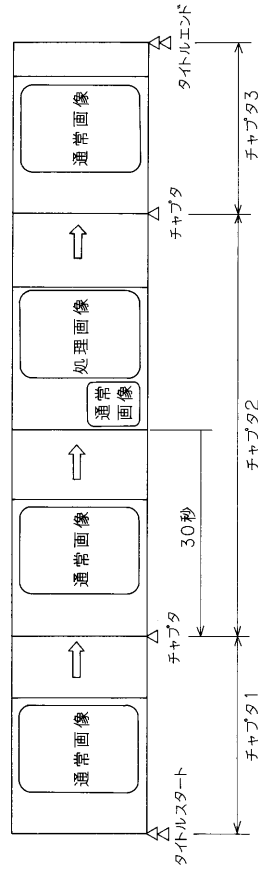 通常画像
通常画像
通常
画像
処理画像
通常画像
30秒
タイトルスタート
チャプタ
チャプタ
タイトルエンド
チャプタ1
チャプタ2
チャプタ3